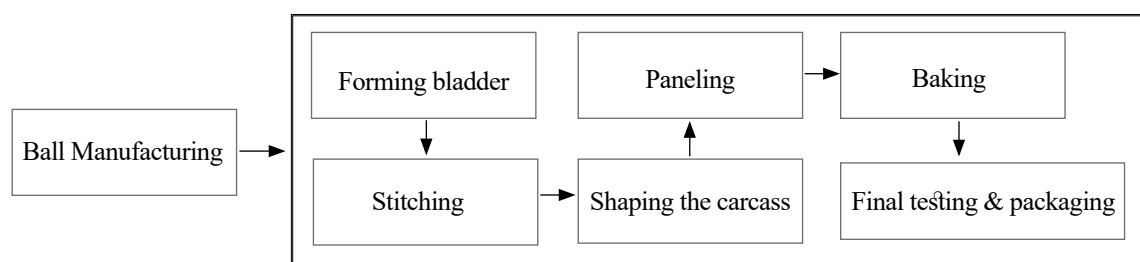 Ball Manufacturing
Forming bladder
Stitching
Shaping the carcass
Paneling
Baking
Final testing & packaging